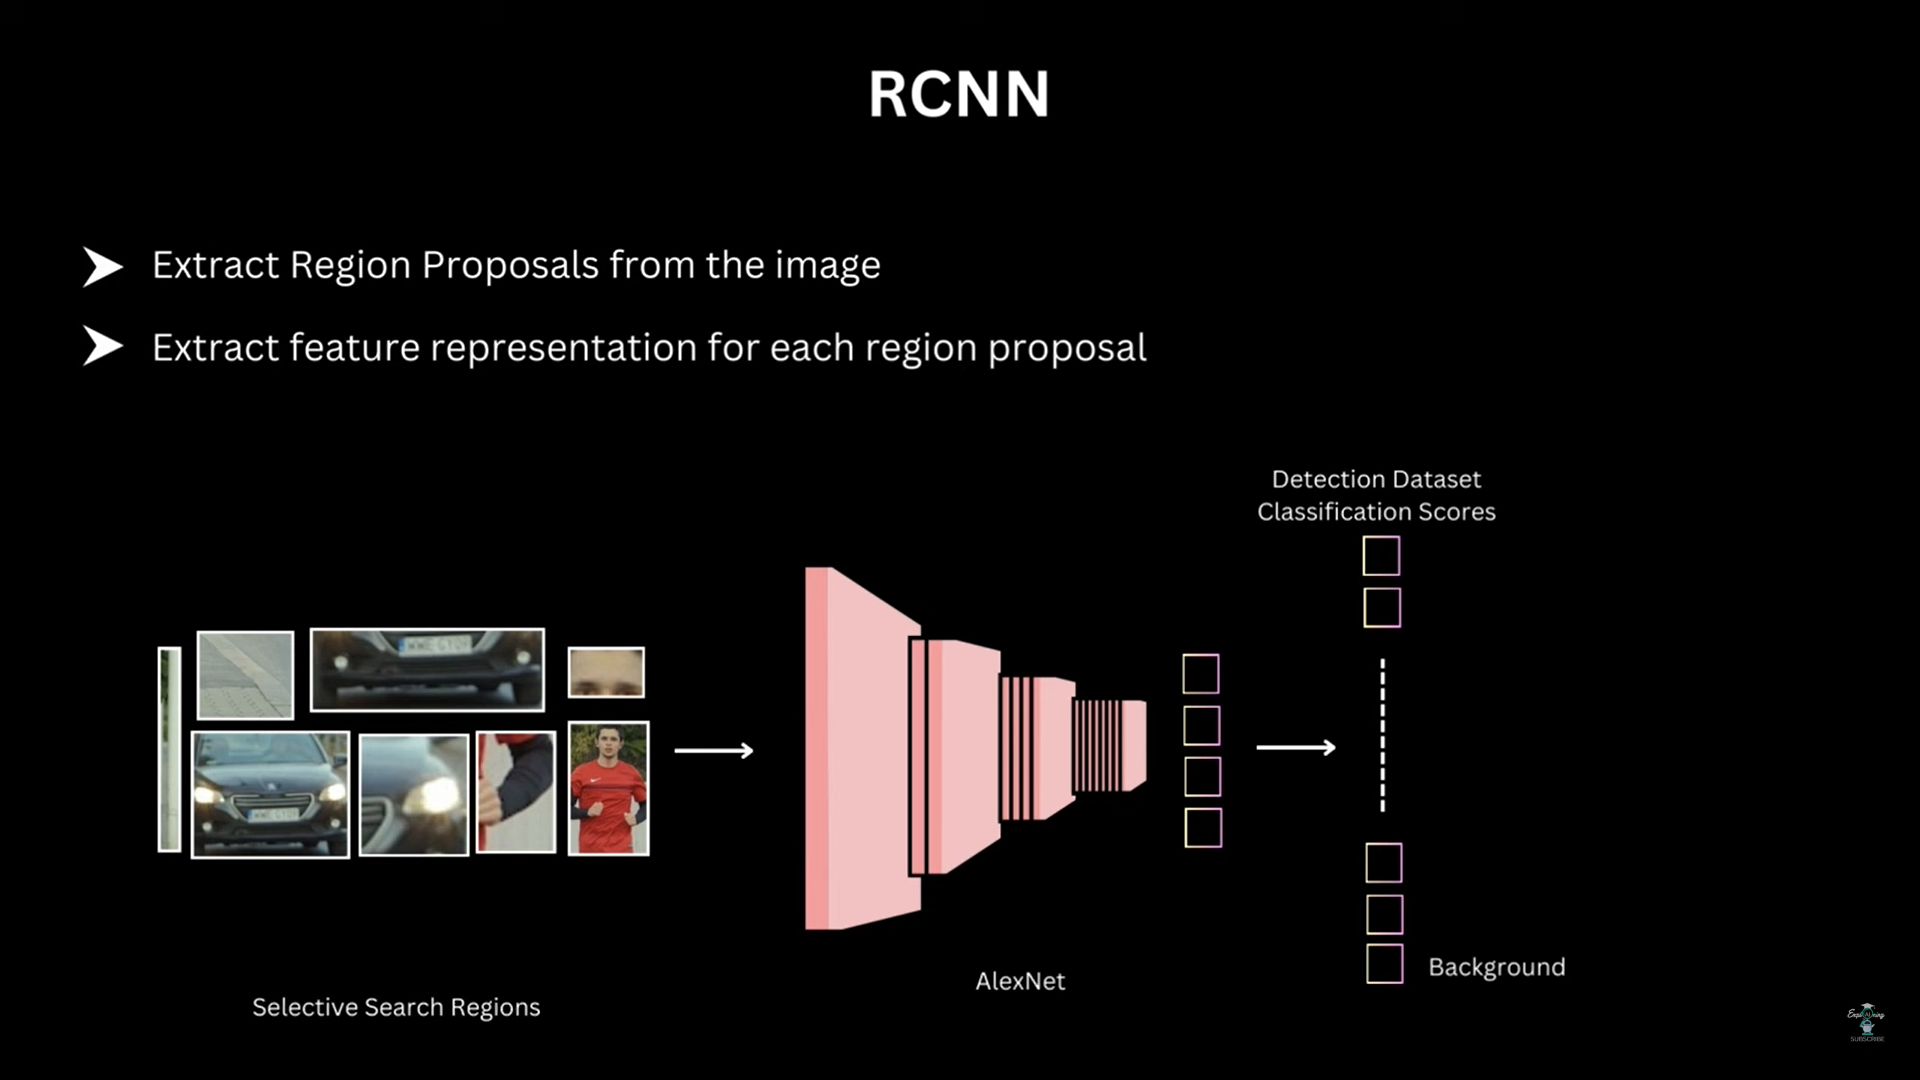 RCNN
Extract Region Proposals from the image
Extract feature representation for each region proposal
Detection Dataset
Classification Scores
Background
AlexNet
Selective Search Regions
SUBSCRIBE